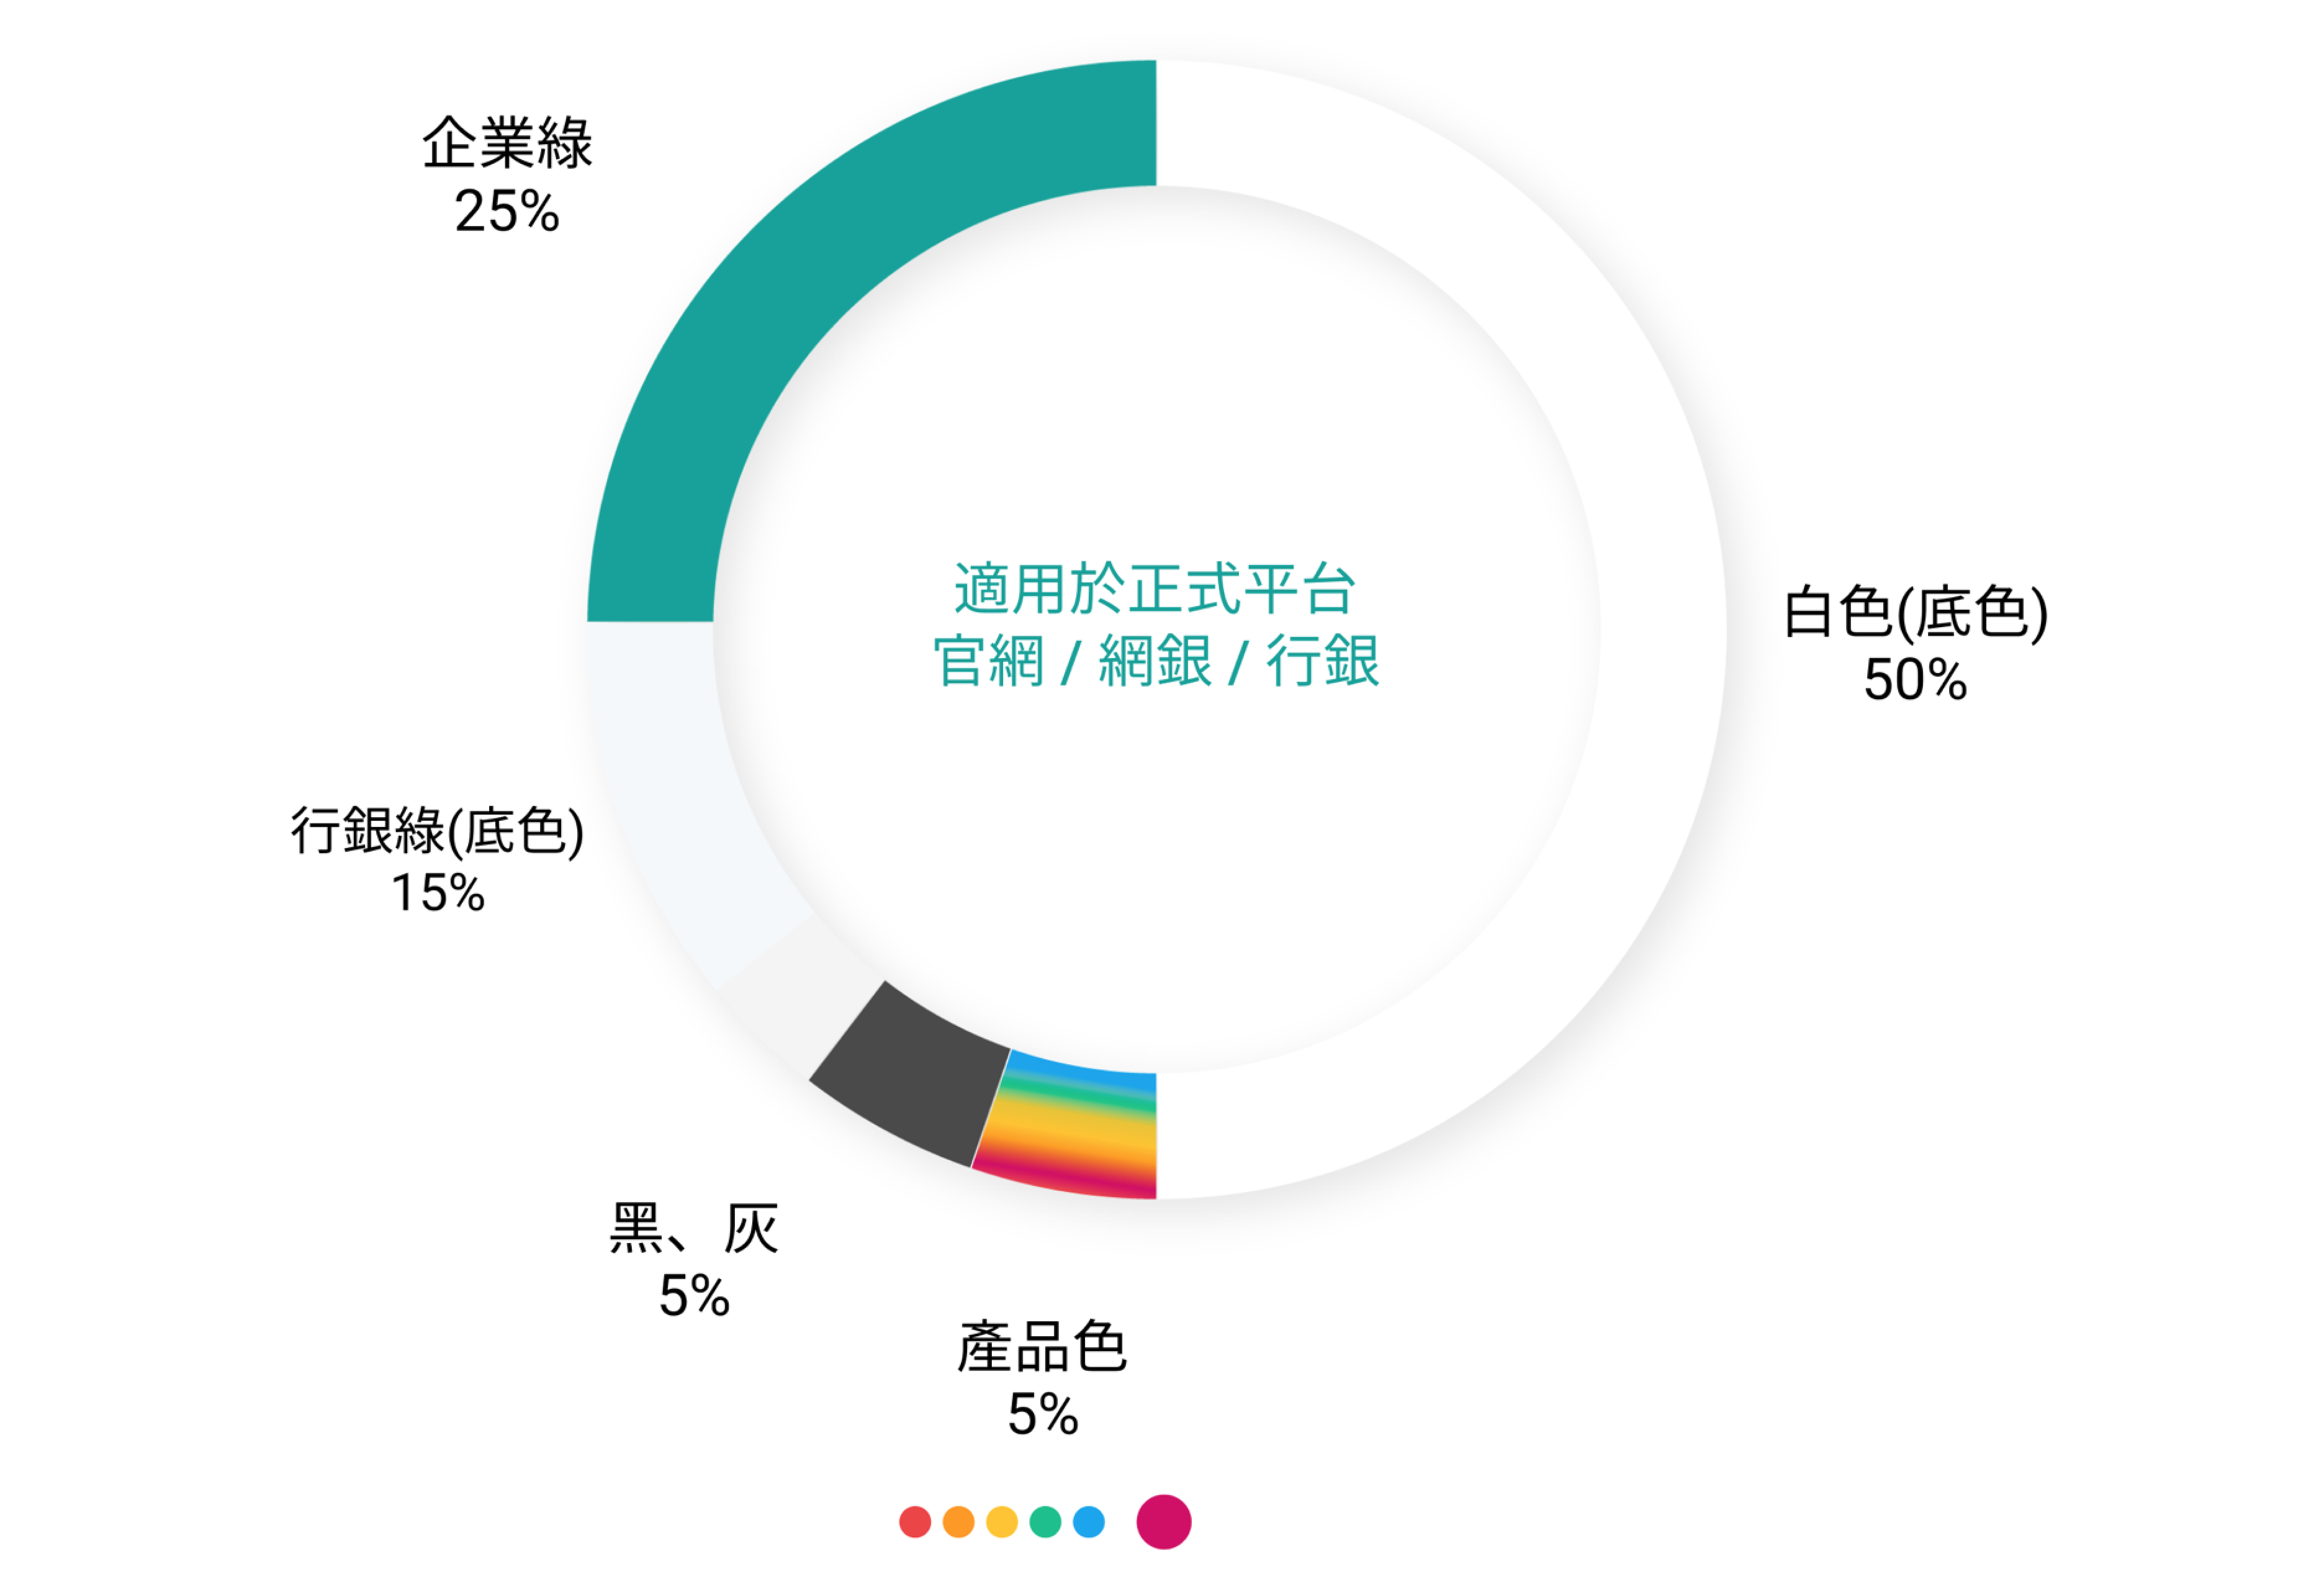 企業綠
25%
適用於正式平台
官網 / 網銀 / 行銀
白色(底色)
50%
行銀綠(底色)
15%
黑、灰
5%
產品色
5%